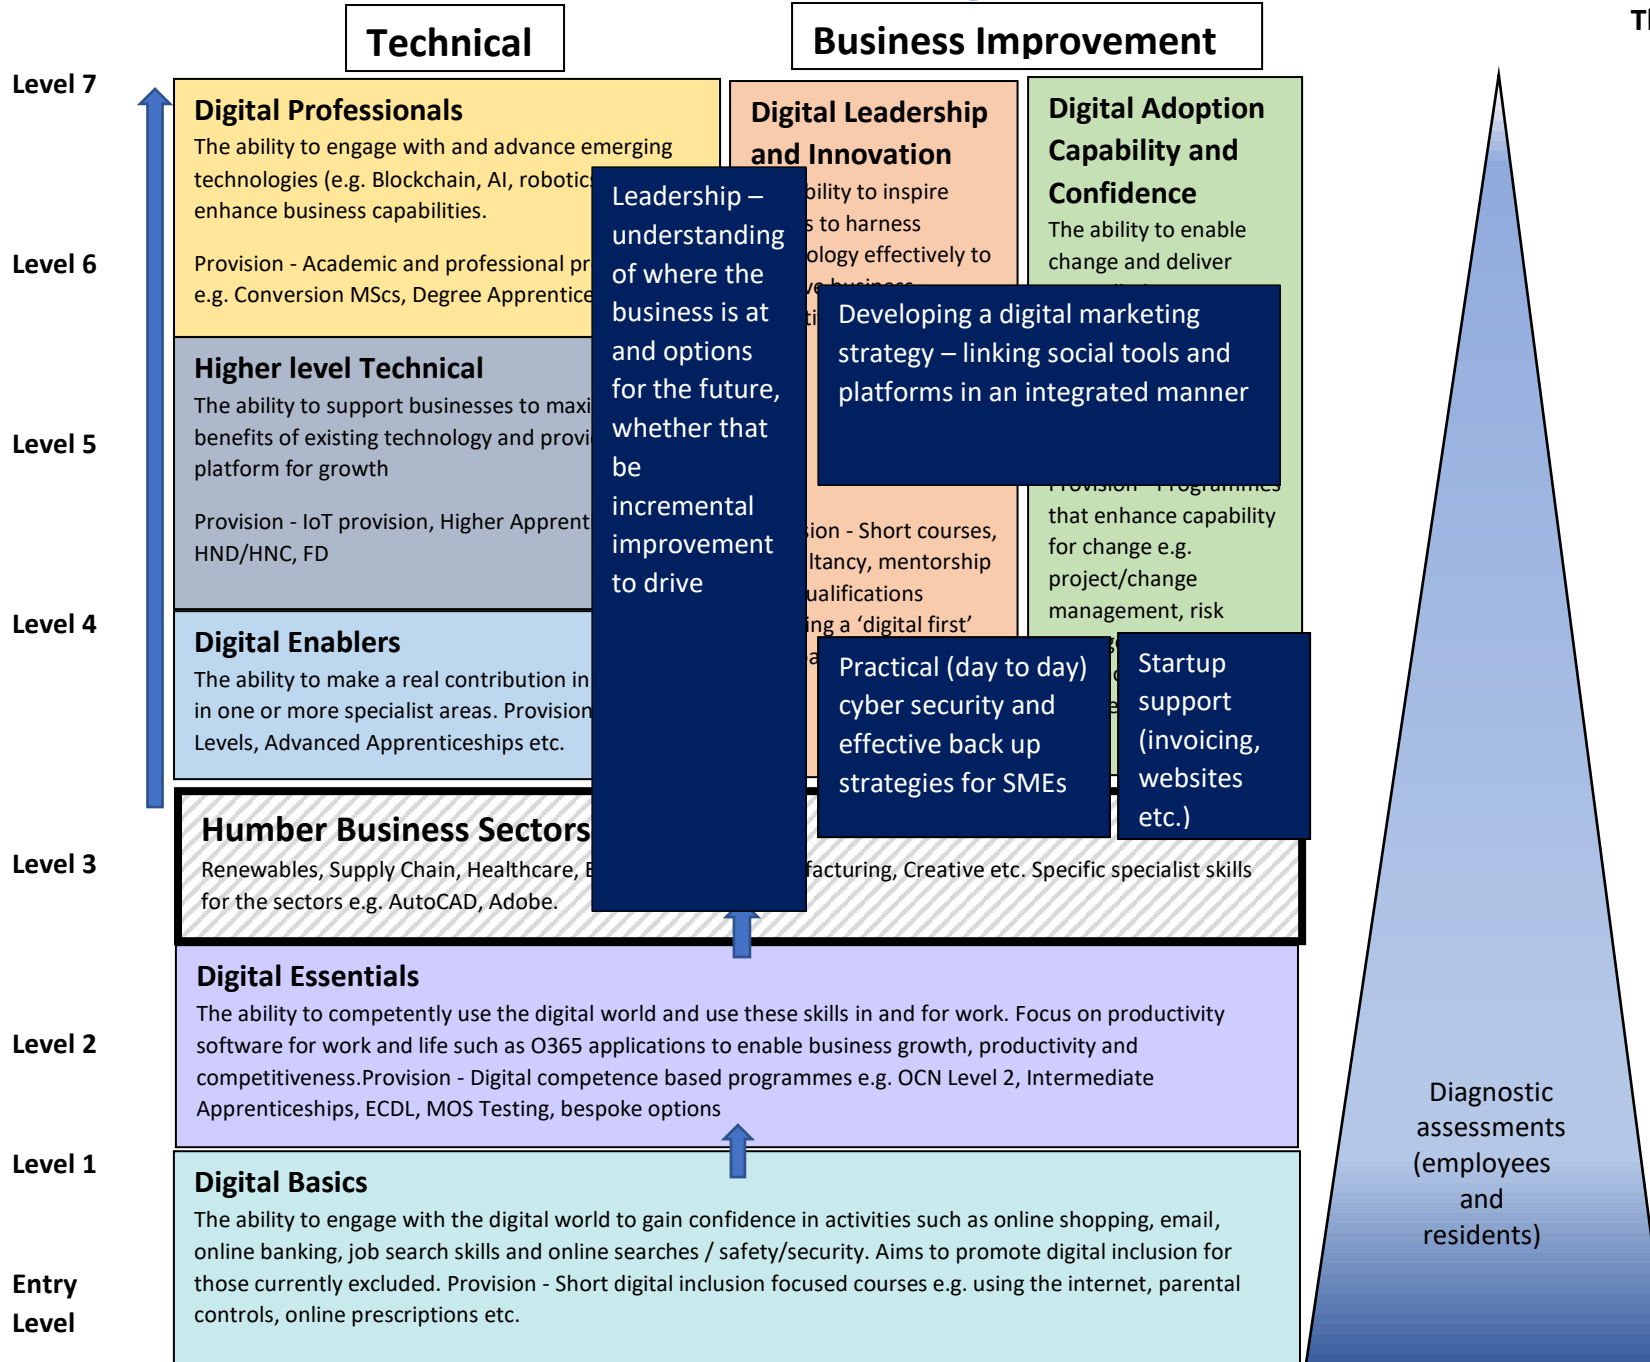 Technical
Business Improvement
Level 7
Level 6
Level 5
Level 4
Level 3
Level 2
Level 1
Entry
Level
Digital Professionals
The ability to engage with and advance emerging
technologies (e.g. Blockchain, AI, robotics
enhance business capabilities.
Provision - Academic and professional
e.g. Conversion MScs, Degree
Higher level Technical
The ability to support businesses to
benefits of existing technology and
platform for growth
Provision - IoT provision, Higher
HND/HNC, FD
Digital Enablers
The ability to make a real contribution in
in one or more specialist areas. Provision
Levels, Advanced Apprenticeships etc.
Digital Leadership
and Innovation
to inspire
to harness
effectively to
business
- Short courses,
mentorship
a ‘digital first’
Digital Adoption
Capability and
Confidence
The ability to enable
change and deliver
Provision - Programmes
that enhance capability
for change e.g.
project/change
management, risk
Leadership –
understanding
of where the
business is at
and options
for the future,
whether that
be
incremental
improvement
to drive
Developing a digital marketing
strategy – linking social tools and
platforms in an integrated manner
Practical (day to day)
cyber security and
effective back up
strategies for SMEs
Startup
support
(invoicing,
websites
etc.)
Humber Business Sectors
Renewables, Supply Chain, Healthcare, Creative etc. Specific specialist skills
for the sectors e.g. AutoCAD, Adobe.
Digital Essentials
The ability to competently use the digital world and use these skills in and for work. Focus on productivity
software for work and life such as O365 applications to enable business growth, productivity and
competitiveness.Provision - Digital competence based programmes e.g. OCN Level 2, Intermediate
Apprenticeships, ECDL, MOS Testing, bespoke options
Digital Basics
The ability to engage with the digital world to gain confidence in activities such as online shopping, email,
online banking, job search skills and online searches / safety/security. Aims to promote digital inclusion for
those currently excluded. Provision - Short digital inclusion focused courses e.g. using the internet, parental
controls, online prescriptions etc.
Diagnostic
assessments
(employees
and
residents)